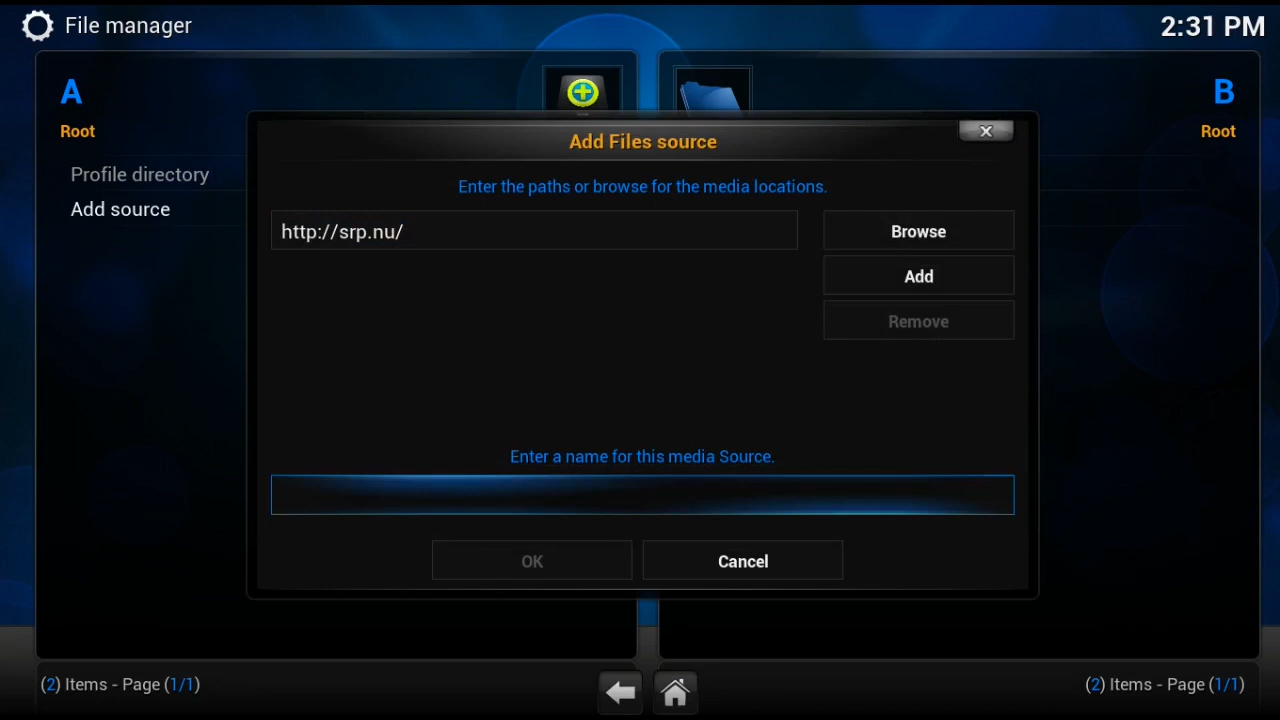 File manager
2:31 PM
A
B
Root
Root
Profile directory
Add source
Add Files source
Enter the paths or browse for the media locations.
http://srp.nu/
Browse
Add
Remove
Enter a name for this media Source.
OK
Cancel
(2) Items - Page (1/1)
(2) Items - Page (1/1)